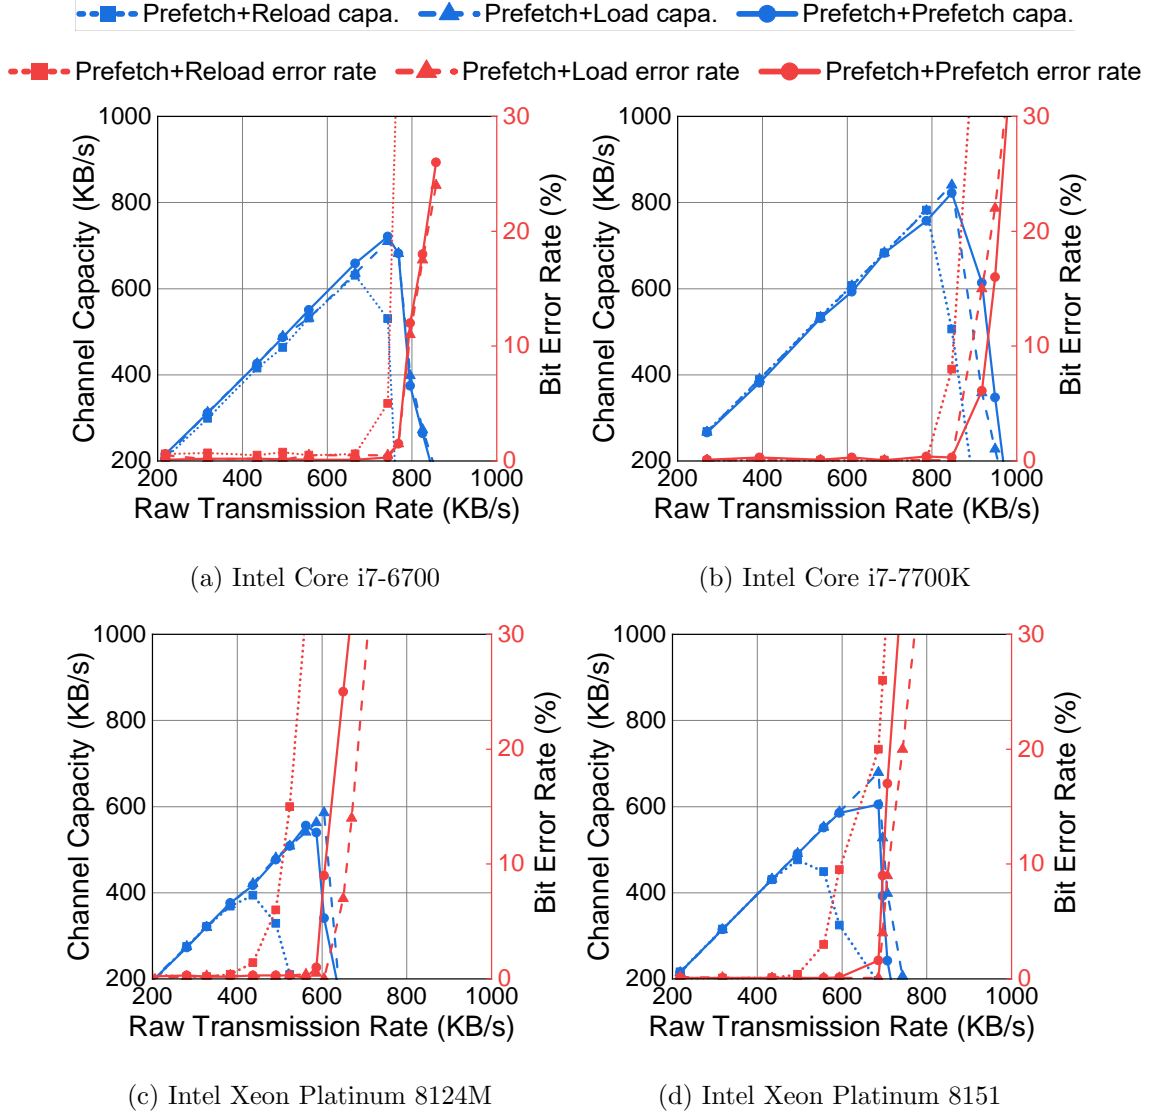 Prefetch+Reload capa. Prefetch+Load capa. Prefetch+Prefetch capa.
Prefetch+Reload error rate Prefetch+Load error rate Prefetch+Prefetch error rate
Channel Capacity (KB/s)
1000
800
600
400
200
200 400 600 800 1000
Raw Transmission Rate (KB/s)
30
20
10
0
Bit Error Rate (%)
(a) Intel Core i7-6700
Channel Capacity (KB/s)
1000
800
600
400
200
200 400 600 800 1000
Raw Transmission Rate (KB/s)
30
20
10
0
Bit Error Rate (%)
(b) Intel Core i7-7700K
Channel Capacity (KB/s)
1000
800
600
400
200
200 400 600 800 1000
Raw Transmission Rate (KB/s)
30
20
10
0
Bit Error Rate (%)
(c) Intel Xeon Platinum 8124M
Channel Capacity (KB/s)
1000
800
600
400
200
200 400 600 800 1000
Raw Transmission Rate (KB/s)
30
20
10
0
Bit Error Rate (%)
(d) Intel Xeon Platinum 8151